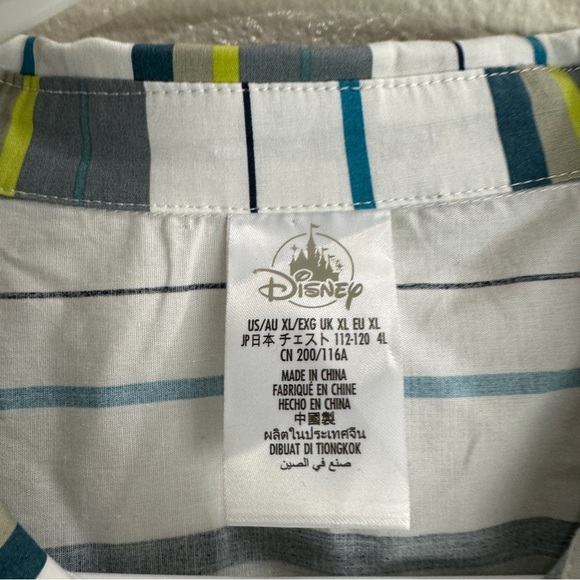 Disney
US/AU XL/EXG UK XL EU XL
JP日本 チェスト 112-120 4L
CN 200/116A
MADE IN CHINA
FABRIQUÉ EN CHINE
HECHO EN CHINA
中國製
ผลิตในประเทศจีน
DIBUAT DI TIONGKOK
صنع في الصين